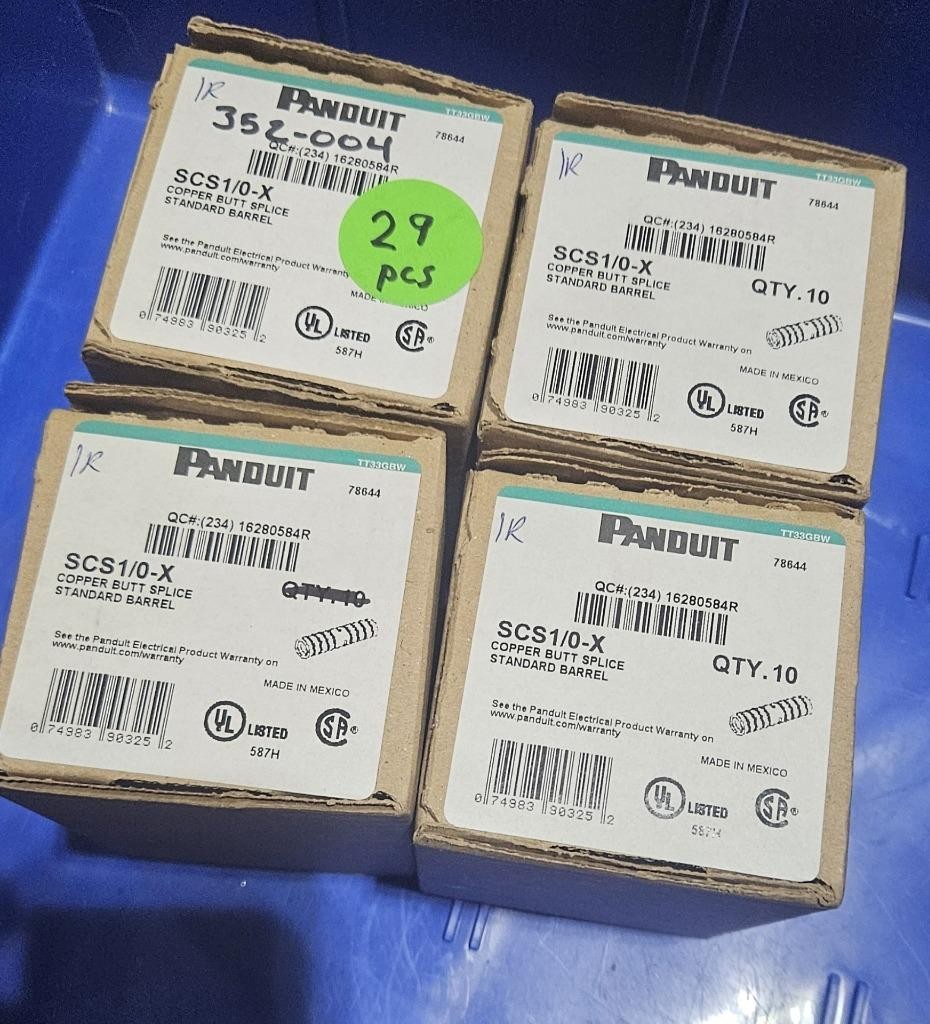 1R
PANDUIT
TT33GBW
352-004
78644
QC#:(234) 16280584R
SCS1/0-X
COPPER BUTT SPLICE
STANDARD BARREL
29
pcs
See the Panduit Electrical Product Warranty
www.panduit.com/warranty
MADE
0 74983 90325 2
UL LISTED
587H
SA®
1R
PANDUIT
TT33GBW
78644
QC#:(234) 16280584R
SCS1/0-X
COPPER BUTT SPLICE
STANDARD BARREL
QTY. 10
See the Panduit Electrical Product Warranty on
www.panduit.com/warranty
MADE IN MEXICO
0 74983 90325 2
UL LISTED
587H
SA®
1R
PANDUIT
TT33GBW
78644
QC#:(234) 16280584R
SCS1/0-X
COPPER BUTT SPLICE
STANDARD BARREL
QTY. 10
See the Panduit Electrical Product Warranty on
www.panduit.com/warranty
MADE IN MEXICO
0 74983 90325 2
UL LISTED
587H
SA®
1R
PANDUIT
TT33GBW
78644
QC#:(234) 16280584R
SCS1/0-X
COPPER BUTT SPLICE
STANDARD BARREL
QTY. 10
See the Panduit Electrical Product Warranty on
www.panduit.com/warranty
MADE IN MEXICO
0 74983 90325 2
UL LISTED
587H
SA®